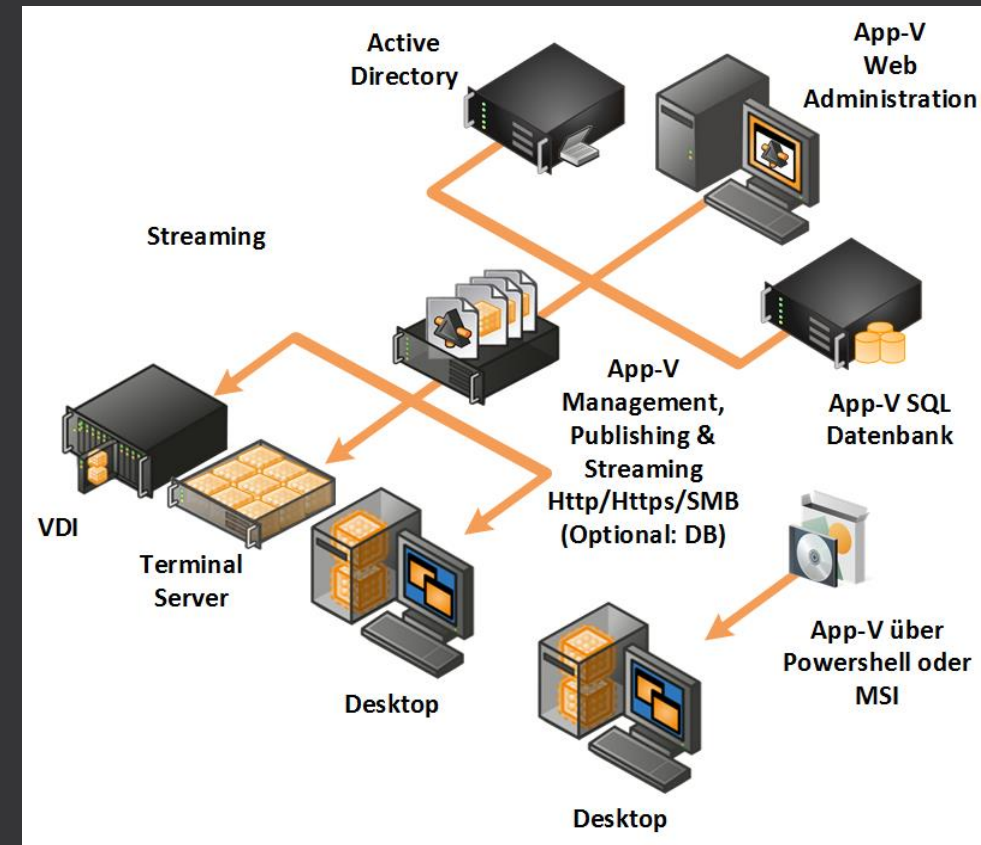 Active
Directory
App-V
Web
Administration
Streaming
App-V
Management,
Publishing &
Streaming
Http/Https/SMB
(Optional: DB)
App-V SQL
Datenbank
VDI
Terminal
Server
Desktop
App-V über
Powershell oder
MSI
Desktop